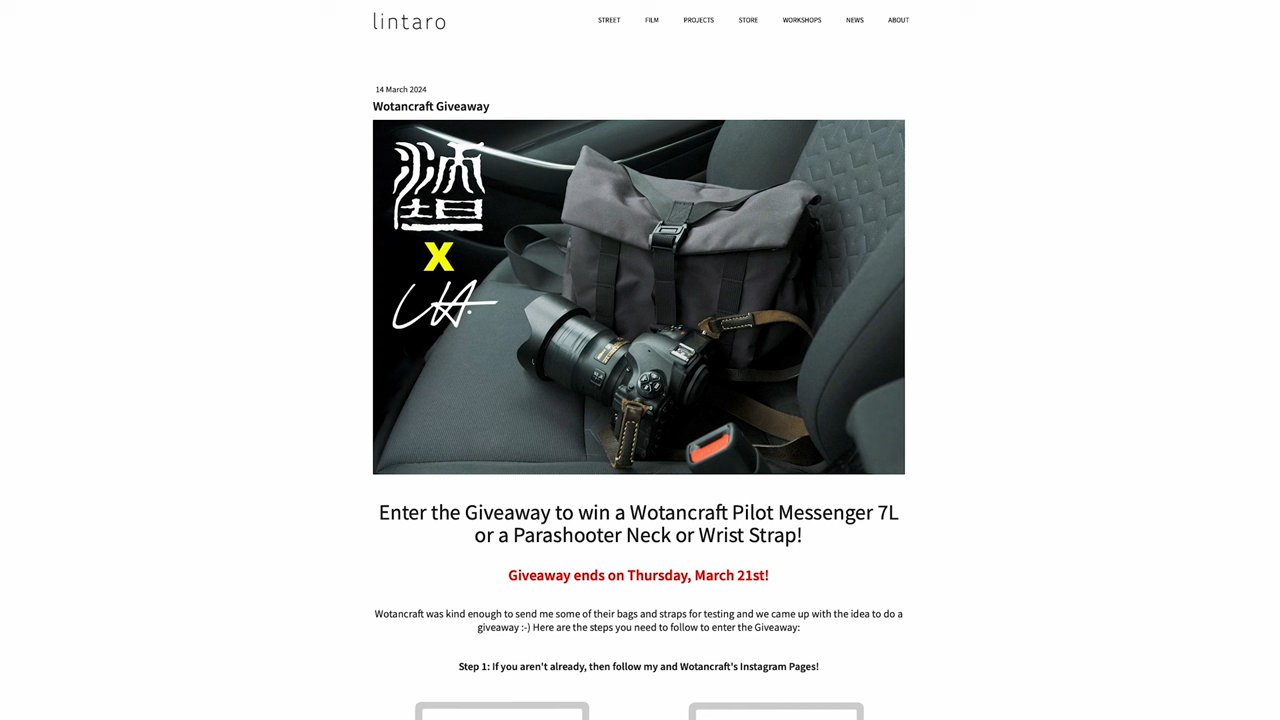 lintaro
STREET FILM PROJECTS STORE WORKSHOPS NEWS ABOUT
14 March 2024
Wotancraft Giveaway
X
Enter the Giveaway to win a Wotancraft Pilot Messenger 7L
or a Parashooter Neck or Wrist Strap!
Giveaway ends on Thursday, March 21st!
Wotancraft was kind enough to send me some of their bags and straps for testing and we came up with the idea to do a
giveaway :-) Here are the steps you need to follow to enter the Giveaway:
Step 1: If you aren't already, then follow my and Wotancraft's Instagram Pages!